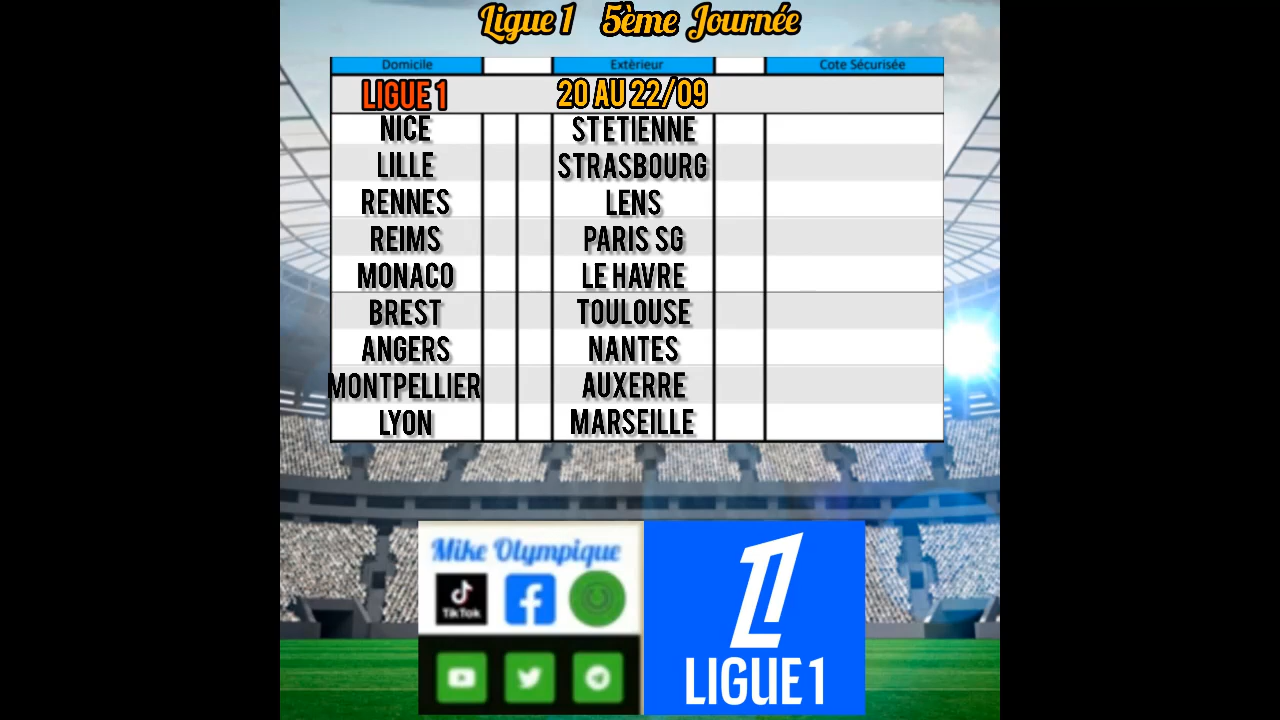 Ligue 1 5ème Journée
Domicile Extèrieur Cote Sécurisée
LIGUE 1 20 AU 22/09
NICE ST ETIENNE
LILLE STRASBOURG
RENNES LENS
REIMS PARIS SG
MONACO LE HAVRE
BREST TOULOUSE
ANGERS NANTES
MONTPELLIER AUXERRE
LYON MARSEILLE
Mike Olympique
TikTok
LIGUE 1